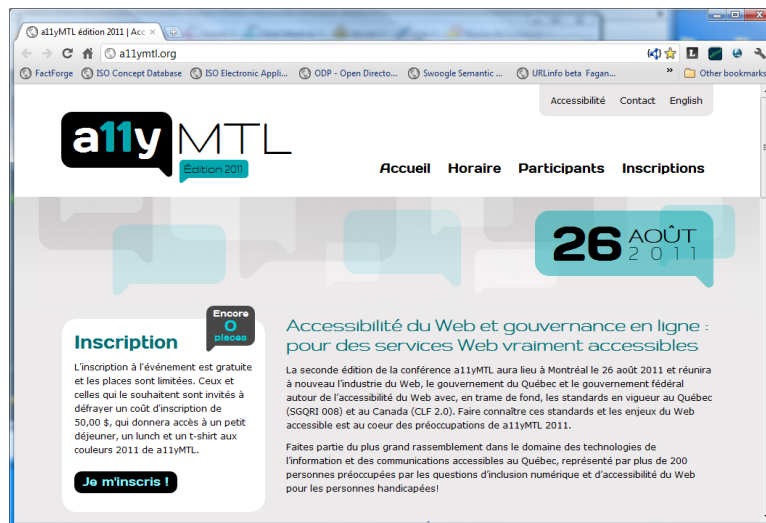 a11yMTL édition 2011 | Acc
a11ymtl.org
FactForge ISO Concept Database ISO Electronic Appli... ODP - Open Directo... Swoogle Semantic ... URLinfo beta Fagan... » Other bookmarks
Accessibilité Contact English
a11y MTL
Édition 2011
Accueil Horaire Participants Inscriptions
26 AOÛT
2011
Encore
0
places
Inscription
L'inscription à l'événement est gratuite
et les places sont limitées. Ceux et
celles qui le souhaitent sont invités à
défrayer un coût d'inscription de
50,00 $, qui donnera accès à un petit
déjeuner, un lunch et un t-shirt aux
couleurs 2011 de a11yMTL.
Je m'inscris !
Accessibilité du Web et gouvernance en ligne :
pour des services Web vraiment accessibles
La seconde édition de la conférence a11yMTL aura lieu à Montréal le 26 août 2011 et réunira
à nouveau l'industrie du Web, le gouvernement du Québec et le gouvernement fédéral
autour de l'accessibilité du Web avec, en trame de fond, les standards en vigueur au Québec
(SGQRI 008) et au Canada (CLF 2.0). Faire connaître ces standards et les enjeux du Web
accessible est au coeur des préoccupations de a11yMTL 2011.
Faites partie du plus grand rassemblement dans le domaine des technologies de
l'information et des communications accessibles au Québec, représenté par plus de 200
personnes préoccupées par les questions d'inclusion numérique et d'accessibilité du Web
pour les personnes handicapées!